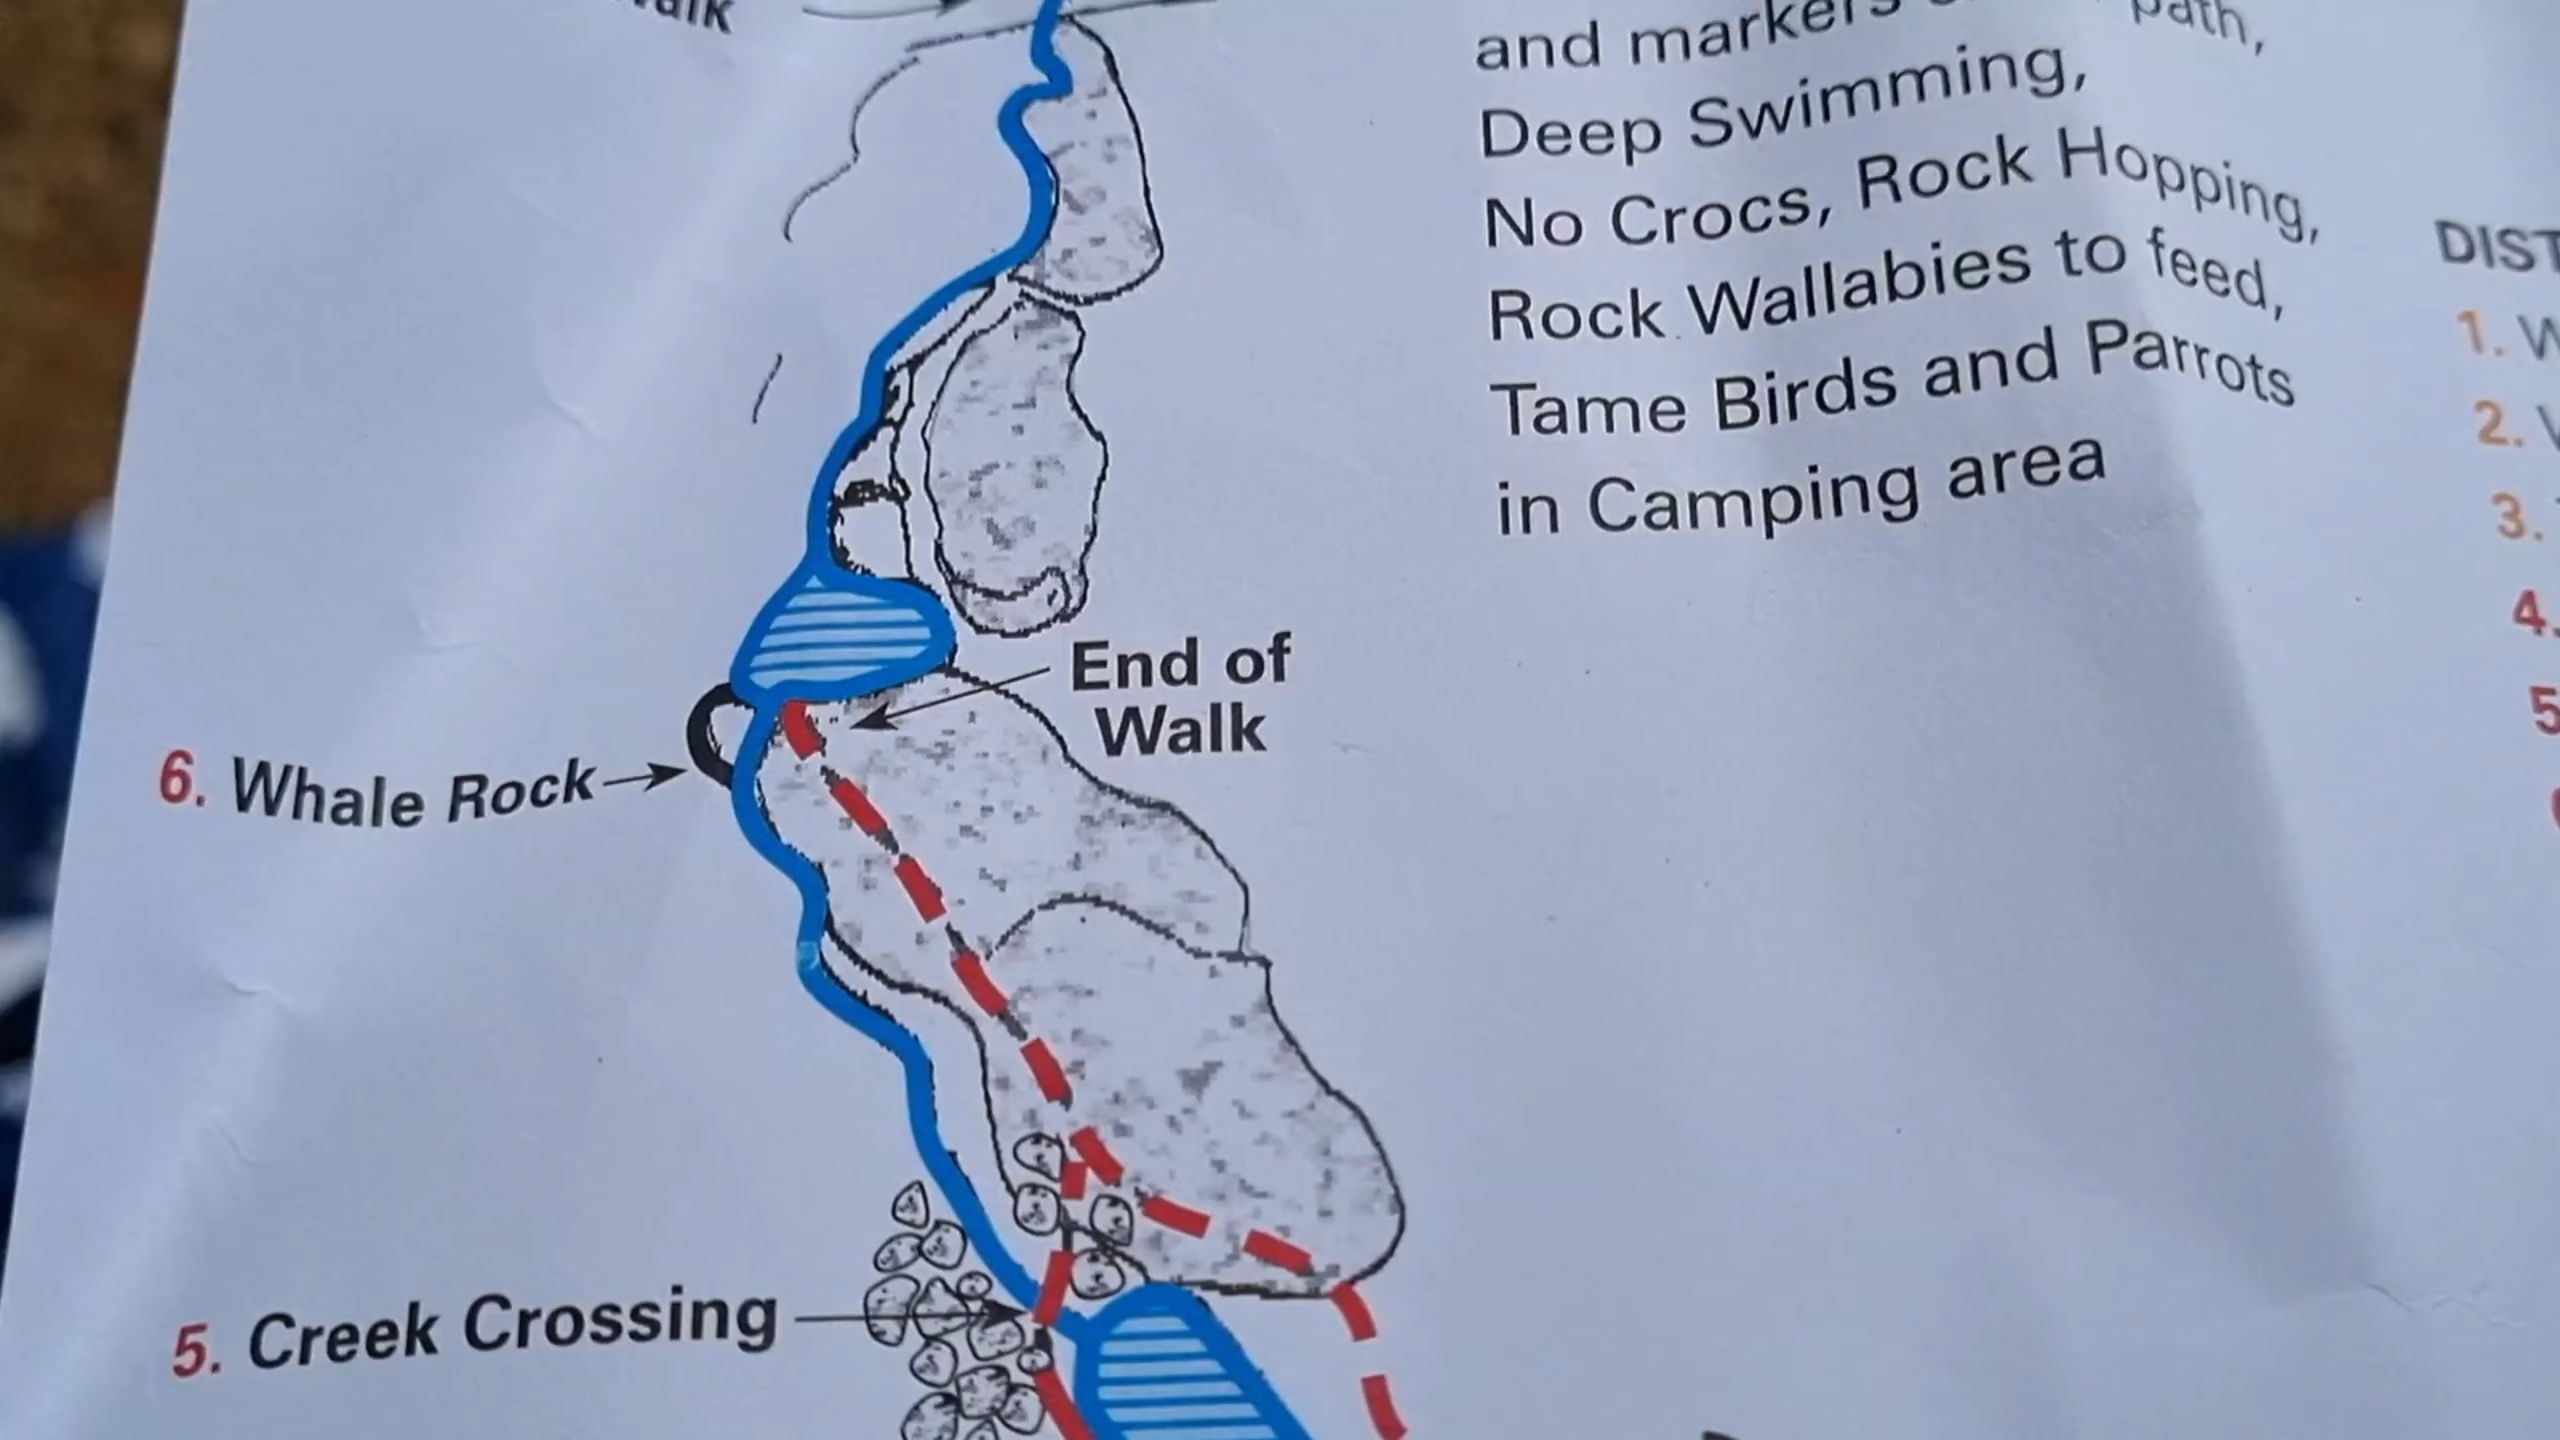 and markers path,
Deep Swimming,
No Crocs, Rock Hopping,
Rock Wallabies to feed,
Tame Birds and Parrots
in Camping area
End of
Walk
6. Whale Rock
5. Creek Crossing
1.
2.
3.
4.
5